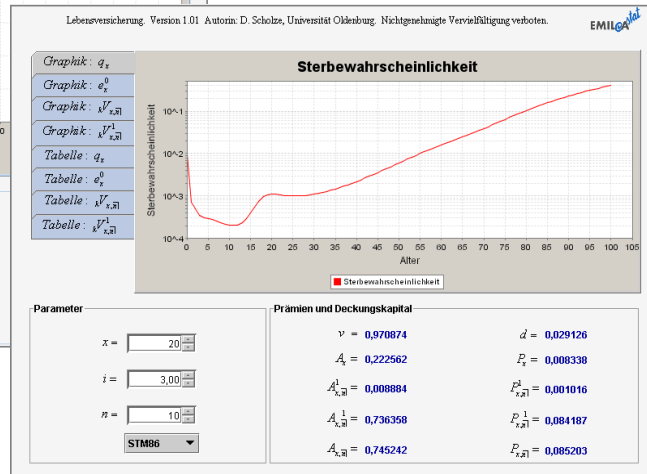 Lebensversicherung. Version 1.01 Autorin: D. Scholze, Universität Oldenburg. Nichtgenehmigte Vervielfältigung verboten.
EMILeAstat
Graphik : q_x
Graphik : e_x^0
Graphik : _kV_{x,n̅|}
Graphik : _kV^1_{x,n̅|}
Tabelle : q_x
Tabelle : e_x^0
Tabelle : _kV_{x,n̅|}
Tabelle : _kV^1_{x,n̅|}
Sterbewahrscheinlichkeit
Sterbewahrscheinlichkeit
10^-1
10^-2
10^-3
10^-4
0 5 10 15 20 25 30 35 40 45 50 55 60 65 70 75 80 85 90 95 100 105
Alter
Sterbewahrscheinlichkeit
Parameter
x = 20
i = 3,00
n = 10
STM86
Prämien und Deckungskapital
v = 0,970874 d = 0,029126
A_x = 0,222562 P_x = 0,008338
A^1_{x,n̅|} = 0,008884 P^1_{x,n̅|} = 0,001016
A_{x,n̅|}^1 = 0,736358 P_{x,n̅|}^1 = 0,084187
A_{x,n̅|} = 0,745242 P_{x,n̅|} = 0,085203